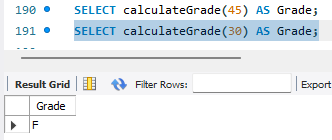 190 SELECT calculateGrade(45) AS Grade;
191 SELECT calculateGrade(30) AS Grade;
Result Grid Filter Rows: Export
Grade
F